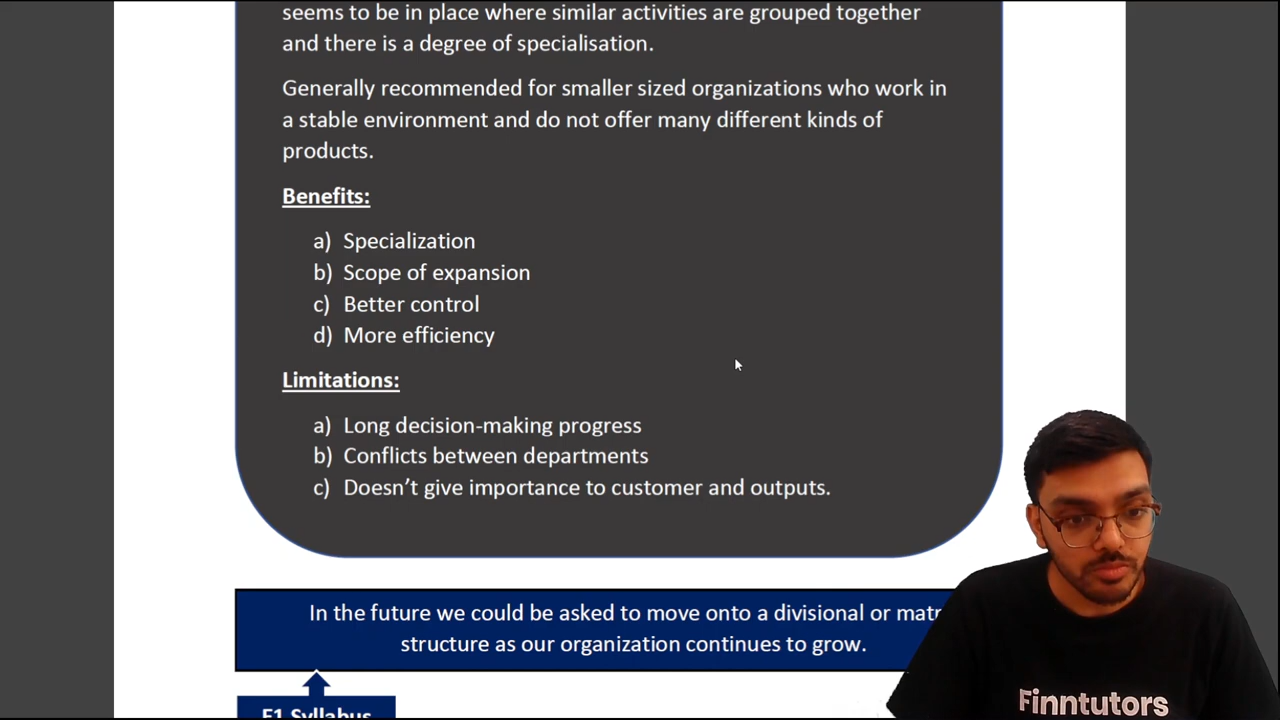 seems to be in place where similar activities are grouped together
and there is a degree of specialisation.
Generally recommended for smaller sized organizations who work in
a stable environment and do not offer many different kinds of
products.
Benefits:
a) Specialization
b) Scope of expansion
c) Better control
d) More efficiency
Limitations:
a) Long decision-making progress
b) Conflicts between departments
c) Doesn't give importance to customer and outputs.
In the future we could be asked to move onto a divisional or matr
structure as our organization continues to grow.
E1 Syllabus
Finntutors